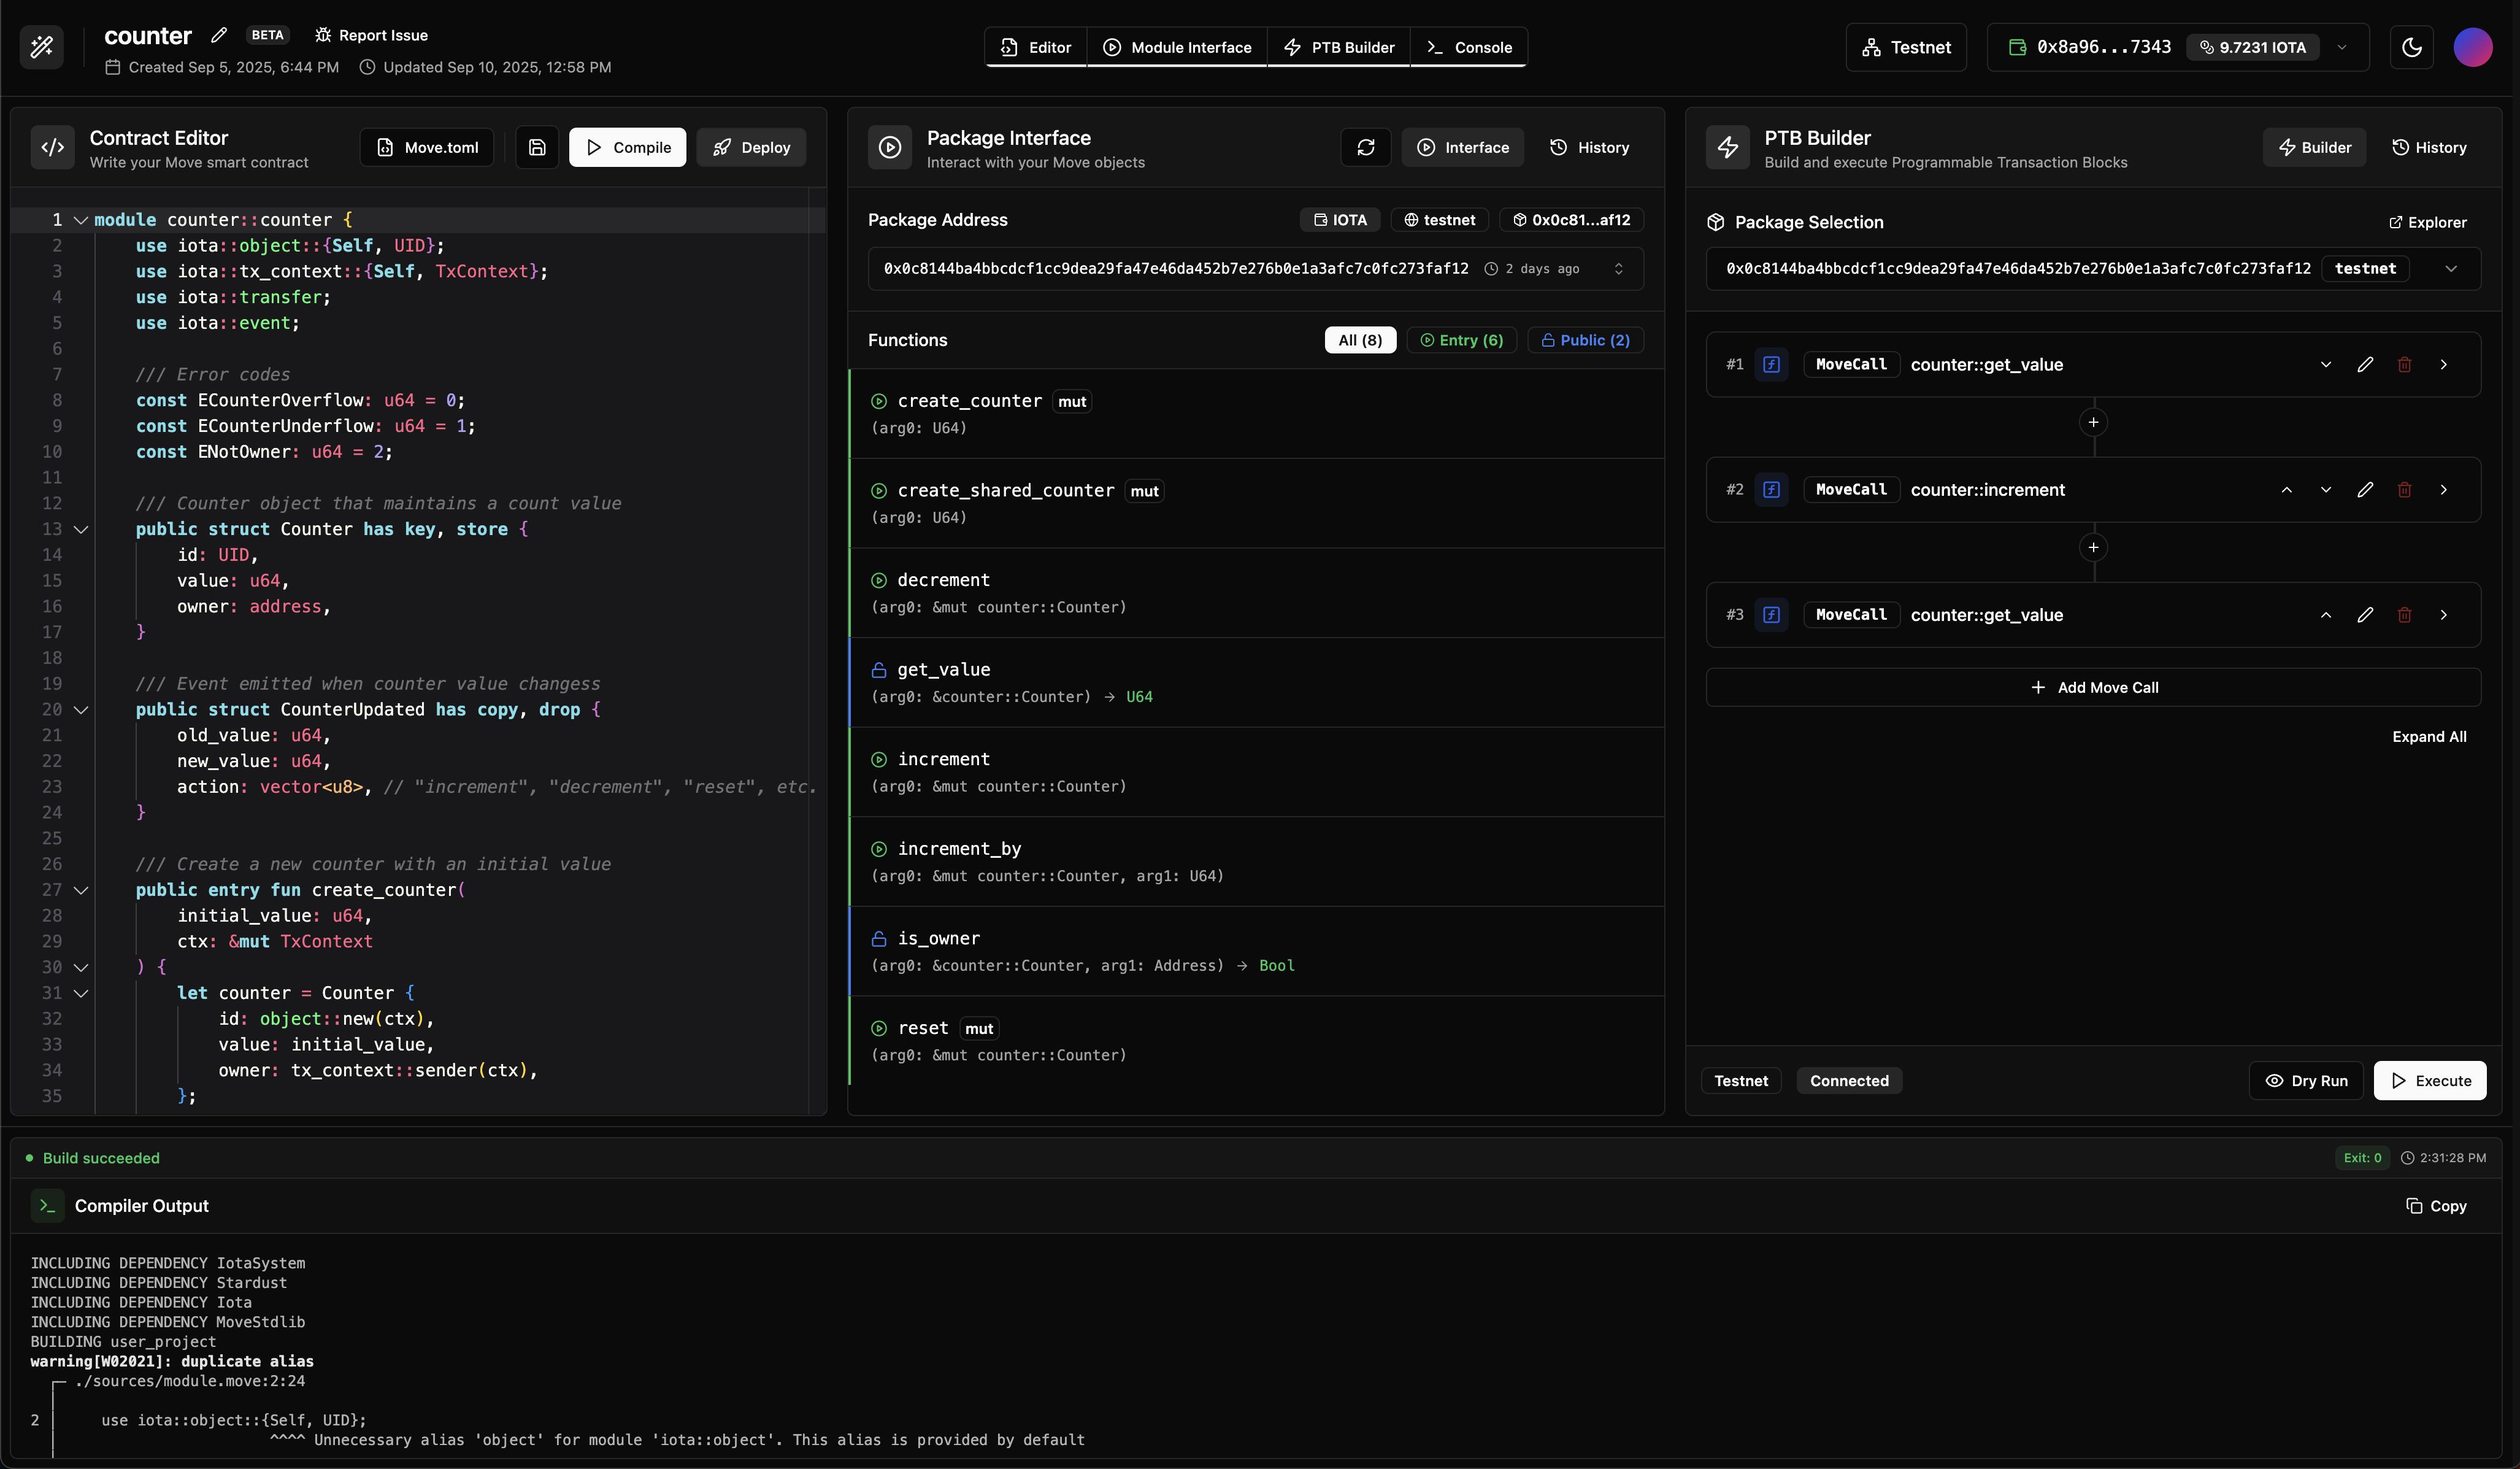 counter BETA Report Issue
Created Sep 5, 2025, 6:44 PM Updated Sep 10, 2025, 12:58 PM
Editor Module Interface PTB Builder Console
Testnet 0x8a96...7343 9.7231 IOTA
Contract Editor
Write your Move smart contract
Move.toml Compile Deploy
1 module counter::counter {
2 use iota::object::{Self, UID};
3 use iota::tx_context::{Self, TxContext};
4 use iota::transfer;
5 use iota::event;
6
7 /// Error codes
8 const ECounterOverflow: u64 = 0;
9 const ECounterUnderflow: u64 = 1;
10 const ENotOwner: u64 = 2;
11
12 /// Counter object that maintains a count value
13 public struct Counter has key, store {
14 id: UID,
15 value: u64,
16 owner: address,
17 }
18
19 /// Event emitted when counter value changess
20 public struct CounterUpdated has copy, drop {
21 old_value: u64,
22 new_value: u64,
23 action: vector<u8>, // "increment", "decrement", "reset", etc.
24 }
25
26 /// Create a new counter with an initial value
27 public entry fun create_counter(
28 initial_value: u64,
29 ctx: &mut TxContext
30 ) {
31 let counter = Counter {
32 id: object::new(ctx),
33 value: initial_value,
34 owner: tx_context::sender(ctx),
35 };
Package Interface
Interact with your Move objects
Interface History
Package Address IOTA testnet 0x0c81...af12
0x0c8144ba4bbcdcf1cc9dea29fa47e46da452b7e276b0e1a3afc7c0fc273faf12 2 days ago
Functions All (8) Entry (6) Public (2)
create_counter mut
(arg0: U64)
create_shared_counter mut
(arg0: U64)
decrement
(arg0: &mut counter::Counter)
get_value
(arg0: &counter::Counter) → U64
increment
(arg0: &mut counter::Counter)
increment_by
(arg0: &mut counter::Counter, arg1: U64)
is_owner
(arg0: &counter::Counter, arg1: Address) → Bool
reset mut
(arg0: &mut counter::Counter)
PTB Builder
Build and execute Programmable Transaction Blocks
Builder History
Package Selection Explorer
0x0c8144ba4bbcdcf1cc9dea29fa47e46da452b7e276b0e1a3afc7c0fc273faf12 testnet
#1 MoveCall counter::get_value
#2 MoveCall counter::increment
#3 MoveCall counter::get_value
Add Move Call
Expand All
Testnet Connected Dry Run Execute
Build succeeded Exit: 0 2:31:28 PM
Compiler Output Copy
INCLUDING DEPENDENCY IotaSystem
INCLUDING DEPENDENCY Stardust
INCLUDING DEPENDENCY Iota
INCLUDING DEPENDENCY MoveStdlib
BUILDING user_project
warning[W02021]: duplicate alias
┌─ ./sources/module.move:2:24
│
2 │ use iota::object::{Self, UID};
│ ^^^^ Unnecessary alias 'object' for module 'iota::object'. This alias is provided by default